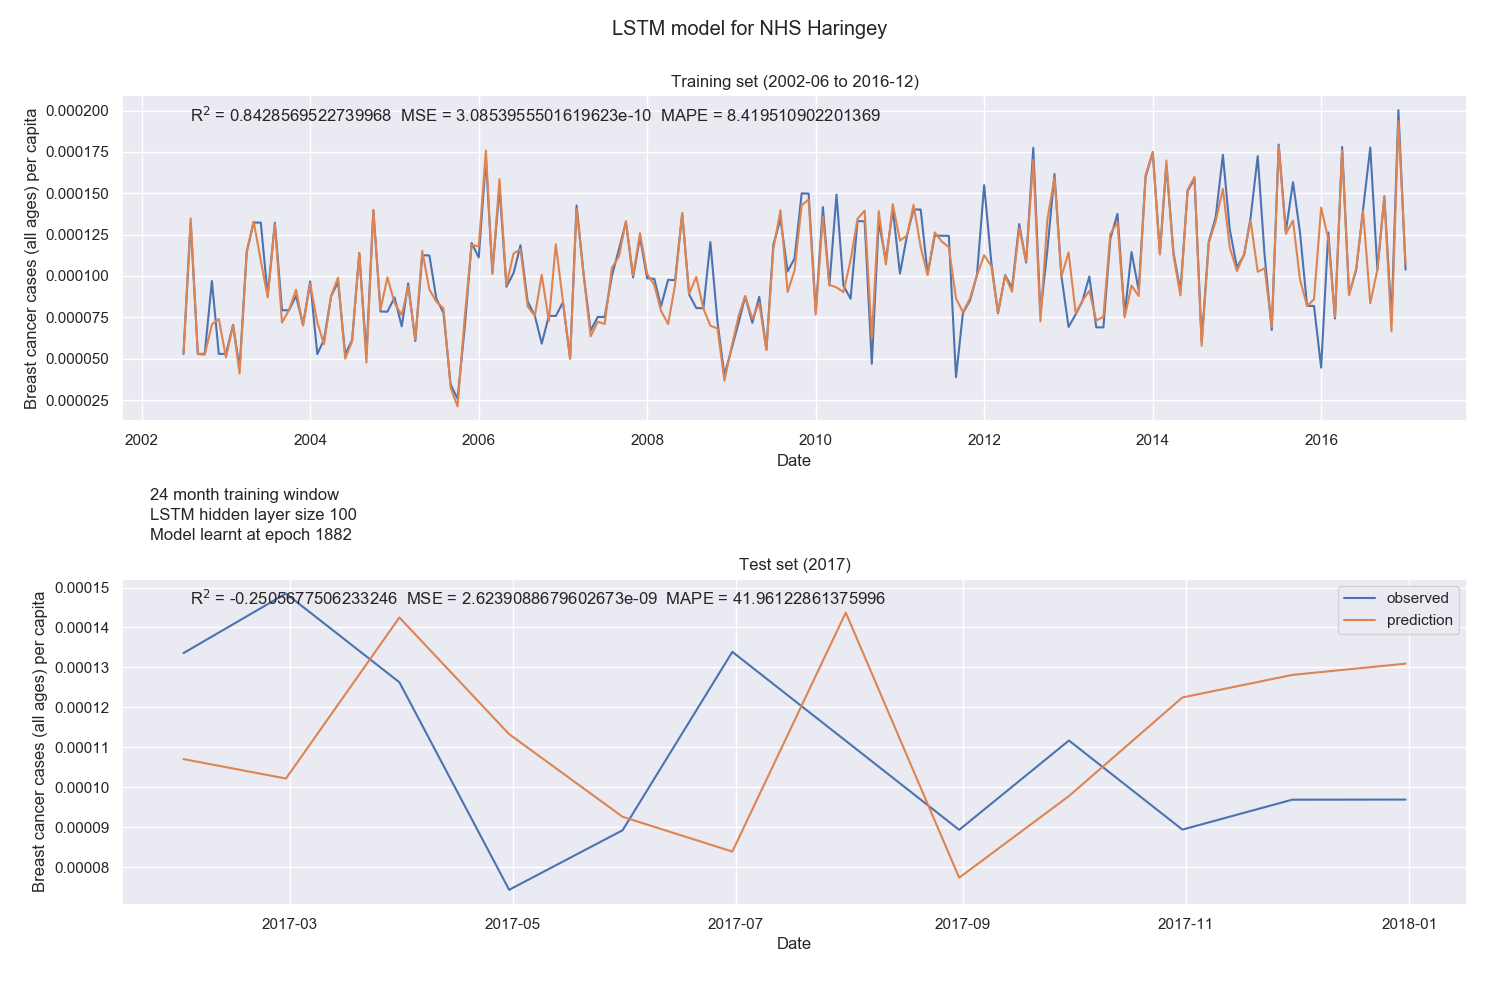 LSTM model for NHS Haringey
Training set (2002-06 to 2016-12)
R² = 0.8428569522739968 MSE = 3.0853955501619623e-10 MAPE = 8.419510902201369
Breast cancer cases (all ages) per capita
0.000200
0.000175
0.000150
0.000125
0.000100
0.000075
0.000050
0.000025
2002 2004 2006 2008 2010 2012 2014 2016
Date
24 month training window
LSTM hidden layer size 100
Model learnt at epoch 1882
Test set (2017)
R² = -0.2505677506233246 MSE = 2.6239088679602673e-09 MAPE = 41.96122861375996
observed
prediction
Breast cancer cases (all ages) per capita
0.00015
0.00014
0.00013
0.00012
0.00011
0.00010
0.00009
0.00008
2017-03 2017-05 2017-07 2017-09 2017-11 2018-01
Date